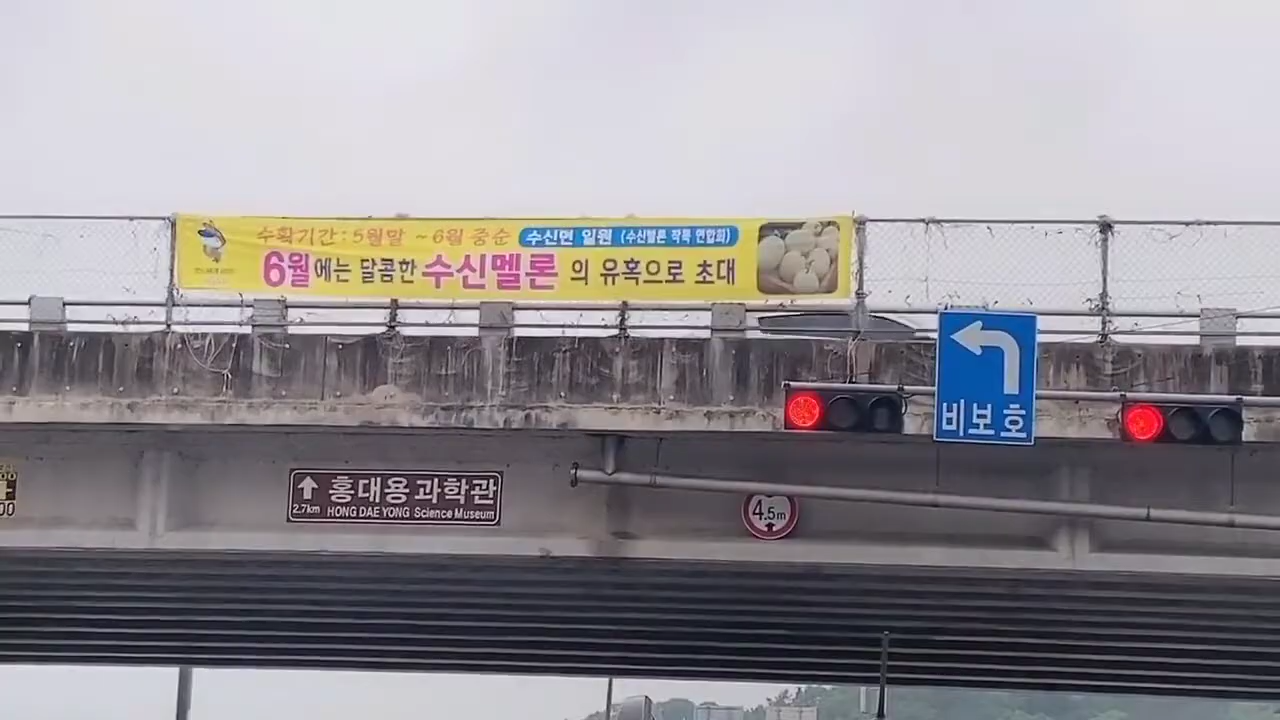 수확기간 : 5월말 ~6월 중순 수신면 일원 (수신멜론 작목 연합회)
6월에는 달콤한 수신멜론 의 유혹으로 초대
비보호
홍대용과학관
2.7km HONG DAE YONG Science Museum
4.5m